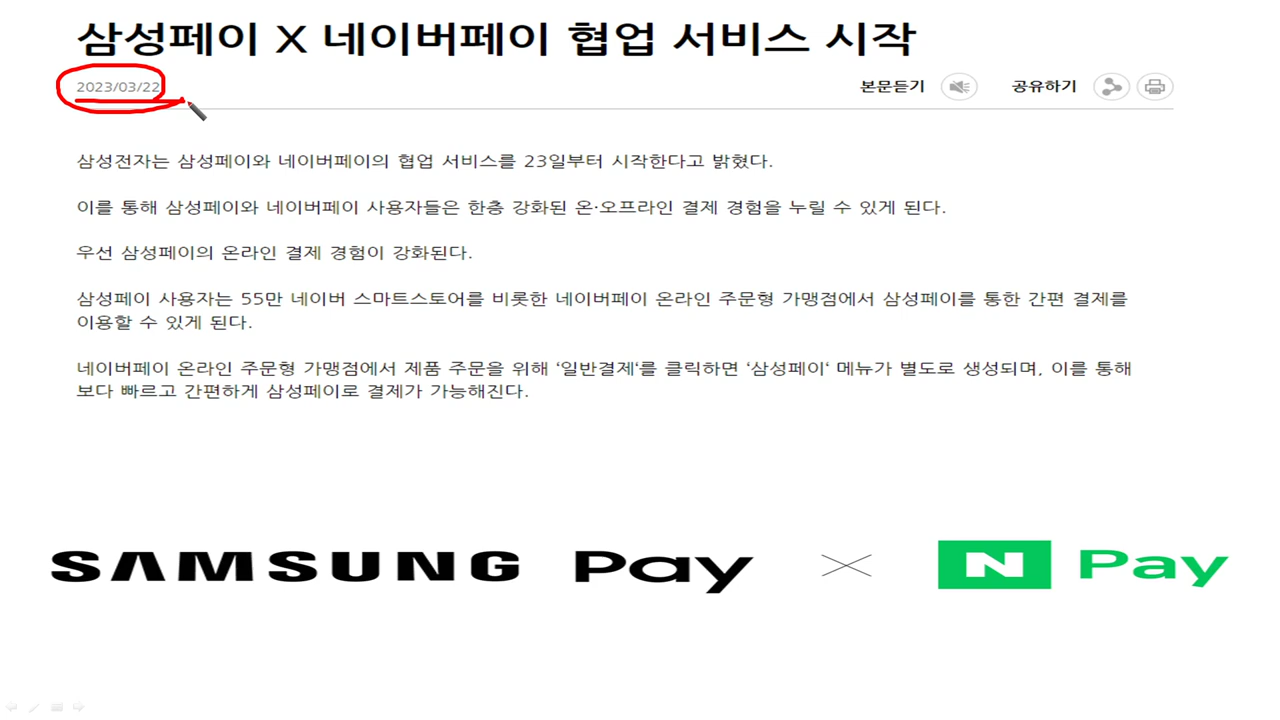 삼성페이 X 네이버페이 협업 서비스 시작
2023/03/22
본문듣기
공유하기
삼성전자는 삼성페이와 네이버페이의 협업 서비스를 23일부터 시작한다고 밝혔다.
이를 통해 삼성페이와 네이버페이 사용자들은 한층 강화된 온·오프라인 결제 경험을 누릴 수 있게 된다.
우선 삼성페이의 온라인 결제 경험이 강화된다.
삼성페이 사용자는 55만 네이버 스마트스토어를 비롯한 네이버페이 온라인 주문형 가맹점에서 삼성페이를 통한 간편 결제를
이용할 수 있게 된다.
네이버페이 온라인 주문형 가맹점에서 제품 주문을 위해 ‘일반결제‘를 클릭하면 ‘삼성페이‘ 메뉴가 별도로 생성되며, 이를 통해
보다 빠르고 간편하게 삼성페이로 결제가 가능해진다.
SAMSUNG Pay × N Pay